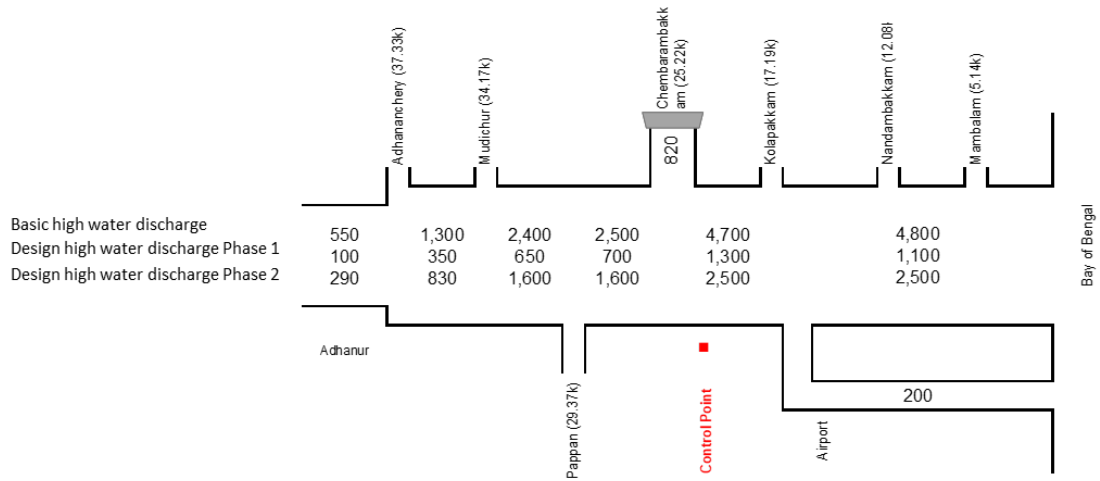 Adhananchery (37.33k)
Mudichur (34.17k)
Chembarambakk
am (25.22k)
820
Kolapakkam (17.19k)
Nandambakkam (12.08k
Mambalam (5.14k)
Basic high water discharge 550 1,300 2,400 2,500 4,700 4,800
Design high water discharge Phase 1 100 350 650 700 1,300 1,100
Design high water discharge Phase 2 290 830 1,600 1,600 2,500 2,500
Bay of Bengal
Adhanur
Pappan (29.37k)
Control Point
Airport
200